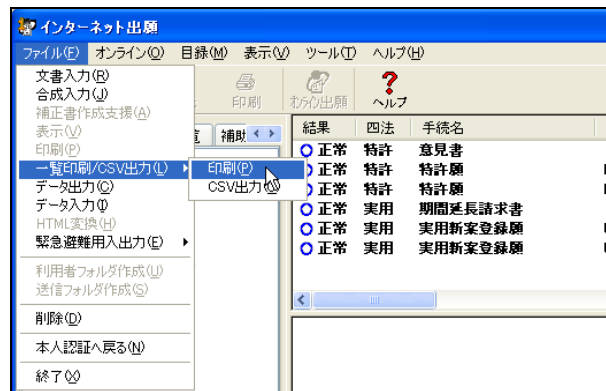 インターネット出願
ファイル(F) オンライン(O) 目録(M) 表示(V) ツール(T) ヘルプ(H)
文書入力(R)
合成入力(J)
補正書作成支援(A)
表示(V)
印刷(P)
一覧印刷/CSV出力(L)
データ出力(C)
データ入力(I)
HTML変換(H)
緊急避難用入出力(E)
利用者フォルダ作成(U)
送信フォルダ作成(S)
削除(D)
本人認証へ戻る(N)
終了(X)
印刷(P)
CSV出力
印刷 オンライン出願 ヘルプ
補助
結果 四法 手続名
正常 特許 意見書
正常 特許 特許願
正常 特許 特許願
正常 実用 期間延長請求書
正常 実用 実用新案登録願
正常 実用 実用新案登録願